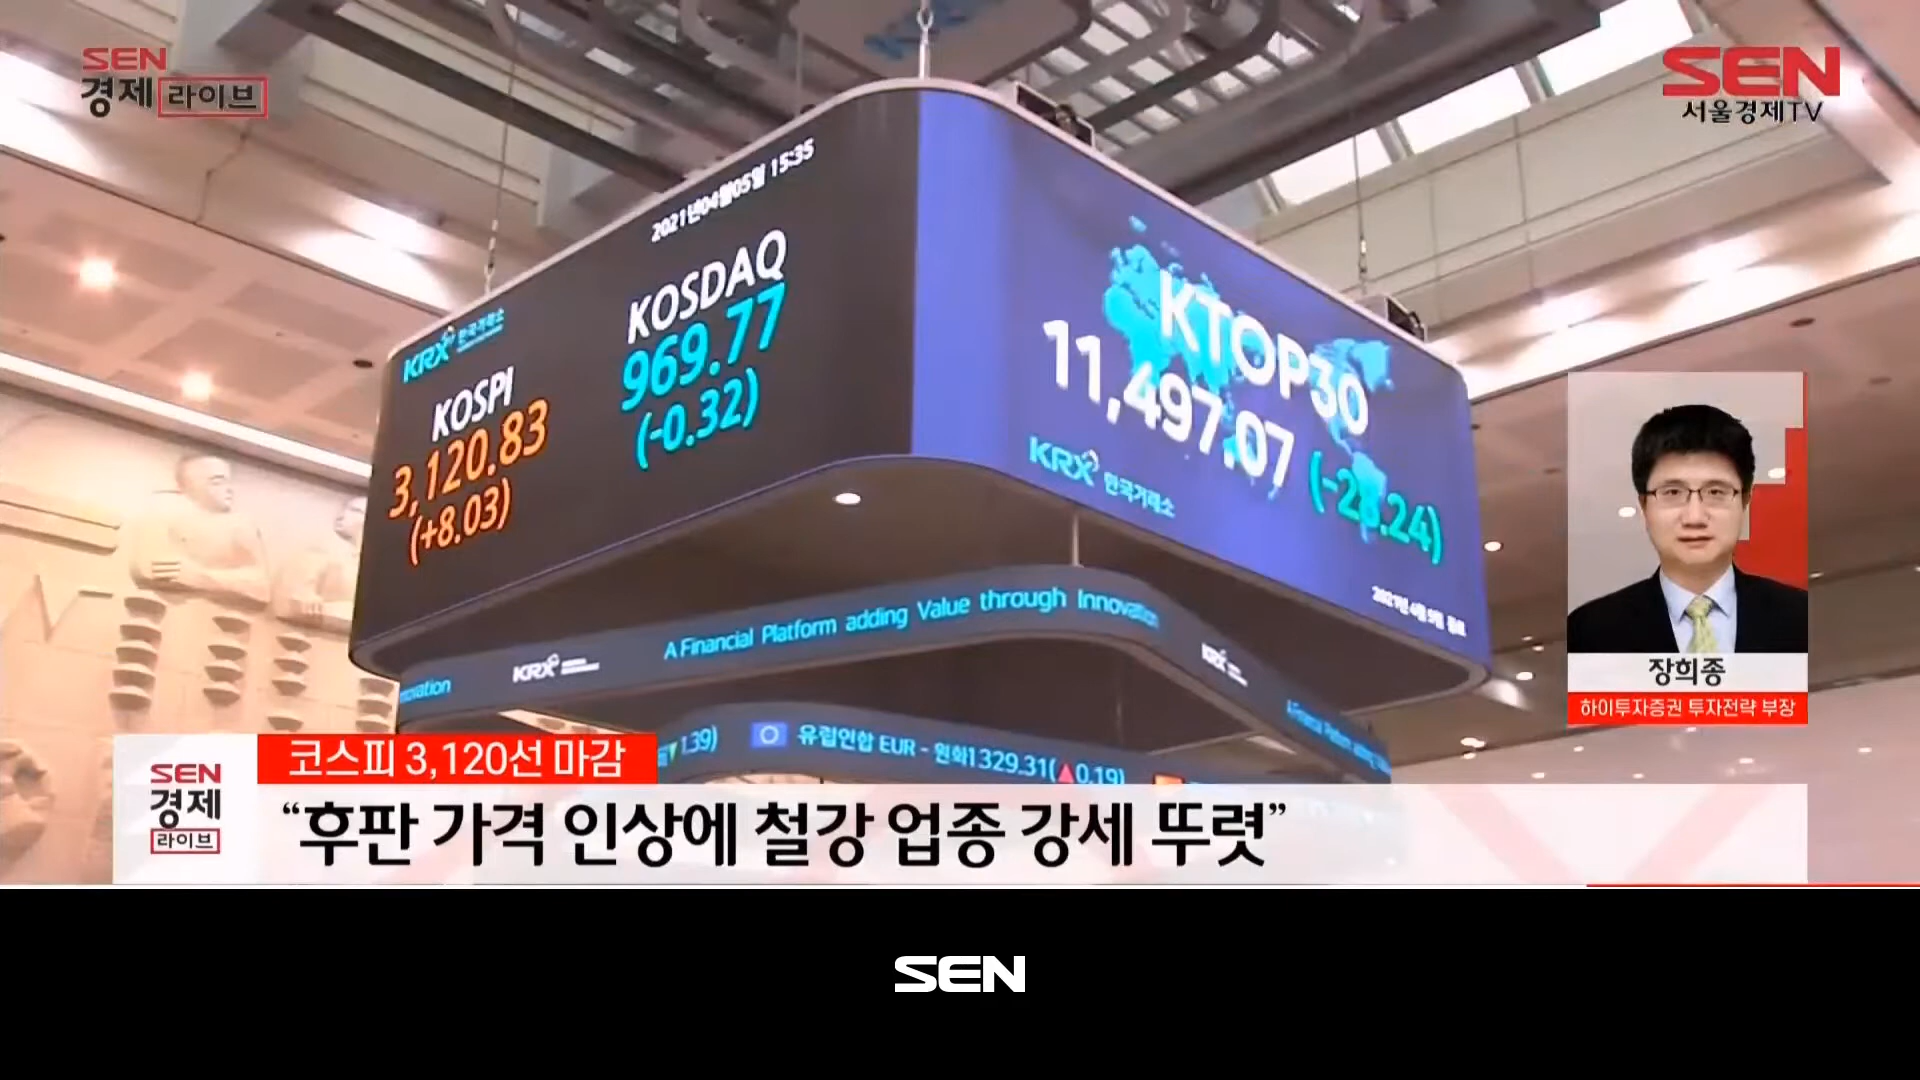 SEN
경제 라이브
SEN
서울경제TV
2021년04월05일 15:35
KRX 한국거래소
KOSPI
3,120.83
(+8.03)
KOSDAQ
969.77
(-0.32)
KTOP30
11,497.07 (-28.24)
KRX 한국거래소
KRX
A Financial Platform adding Value through Innovation
KRX
1.39)
유럽연합 EUR - 원화1329.31(▲0.19)
장희종
하이투자증권 투자전략 부장
SEN
경제
라이브
코스피 3,120선 마감
“후판 가격 인상에 철강 업종 강세 뚜렷”
SEN